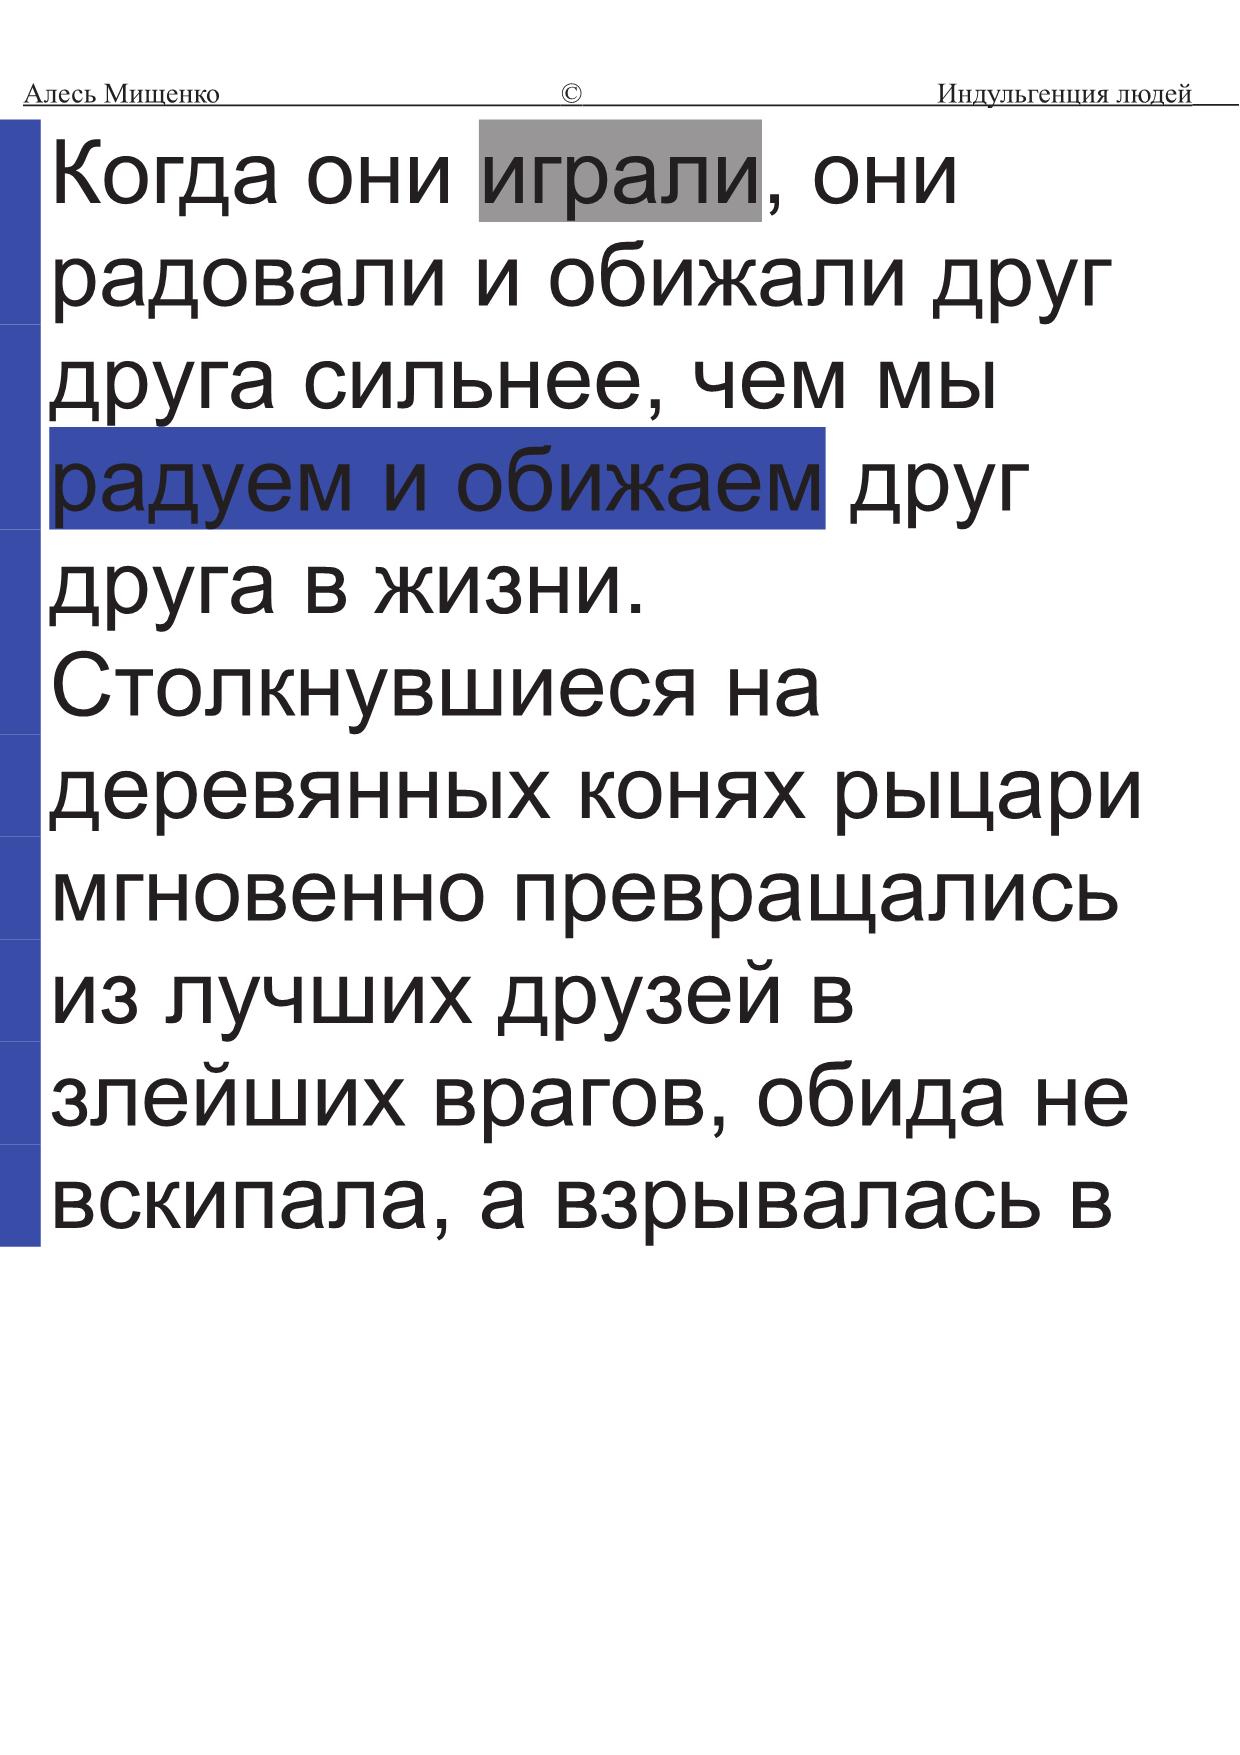 Алесь Мищенко © Индульгенция людей
Когда они играли, они
радовали и обижали друг
друга сильнее, чем мы
радуем и обижаем друг
друга в жизни.
Столкнувшиеся на
деревянных конях рыцари
мгновенно превращались
из лучших друзей в
злейших врагов, обида не
вскипала, а взрывалась в